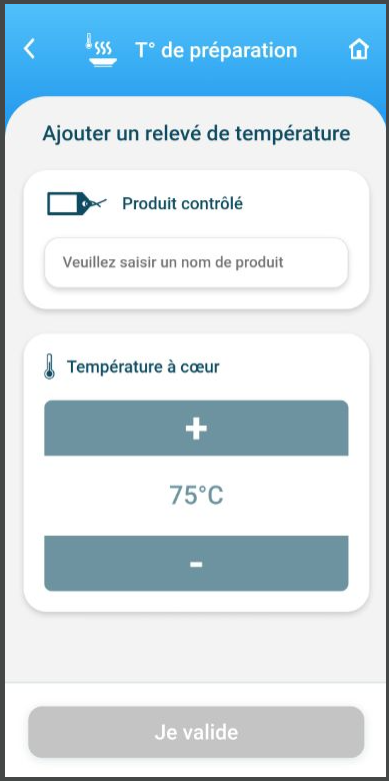 T° de préparation
Ajouter un relevé de température
Produit contrôlé
Veuillez saisir un nom de produit
Température à cœur
+
75°C
-
Je valide